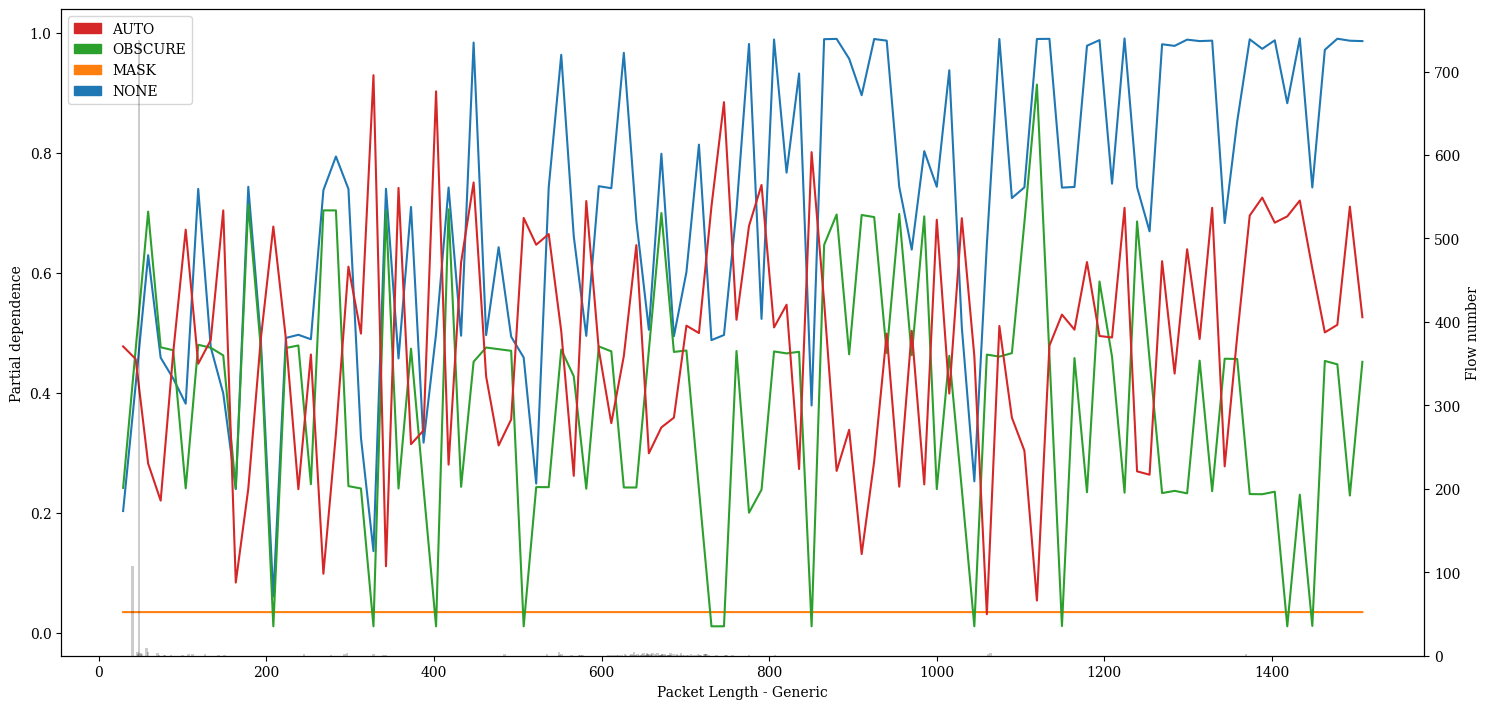 AUTO
OBSCURE
MASK
NONE
1.0
0.8
0.6
0.4
0.2
0.0
Partial dependence
700
600
500
400
300
200
100
0
Flow number
0 200 400 600 800 1000 1200 1400
Packet Length - Generic